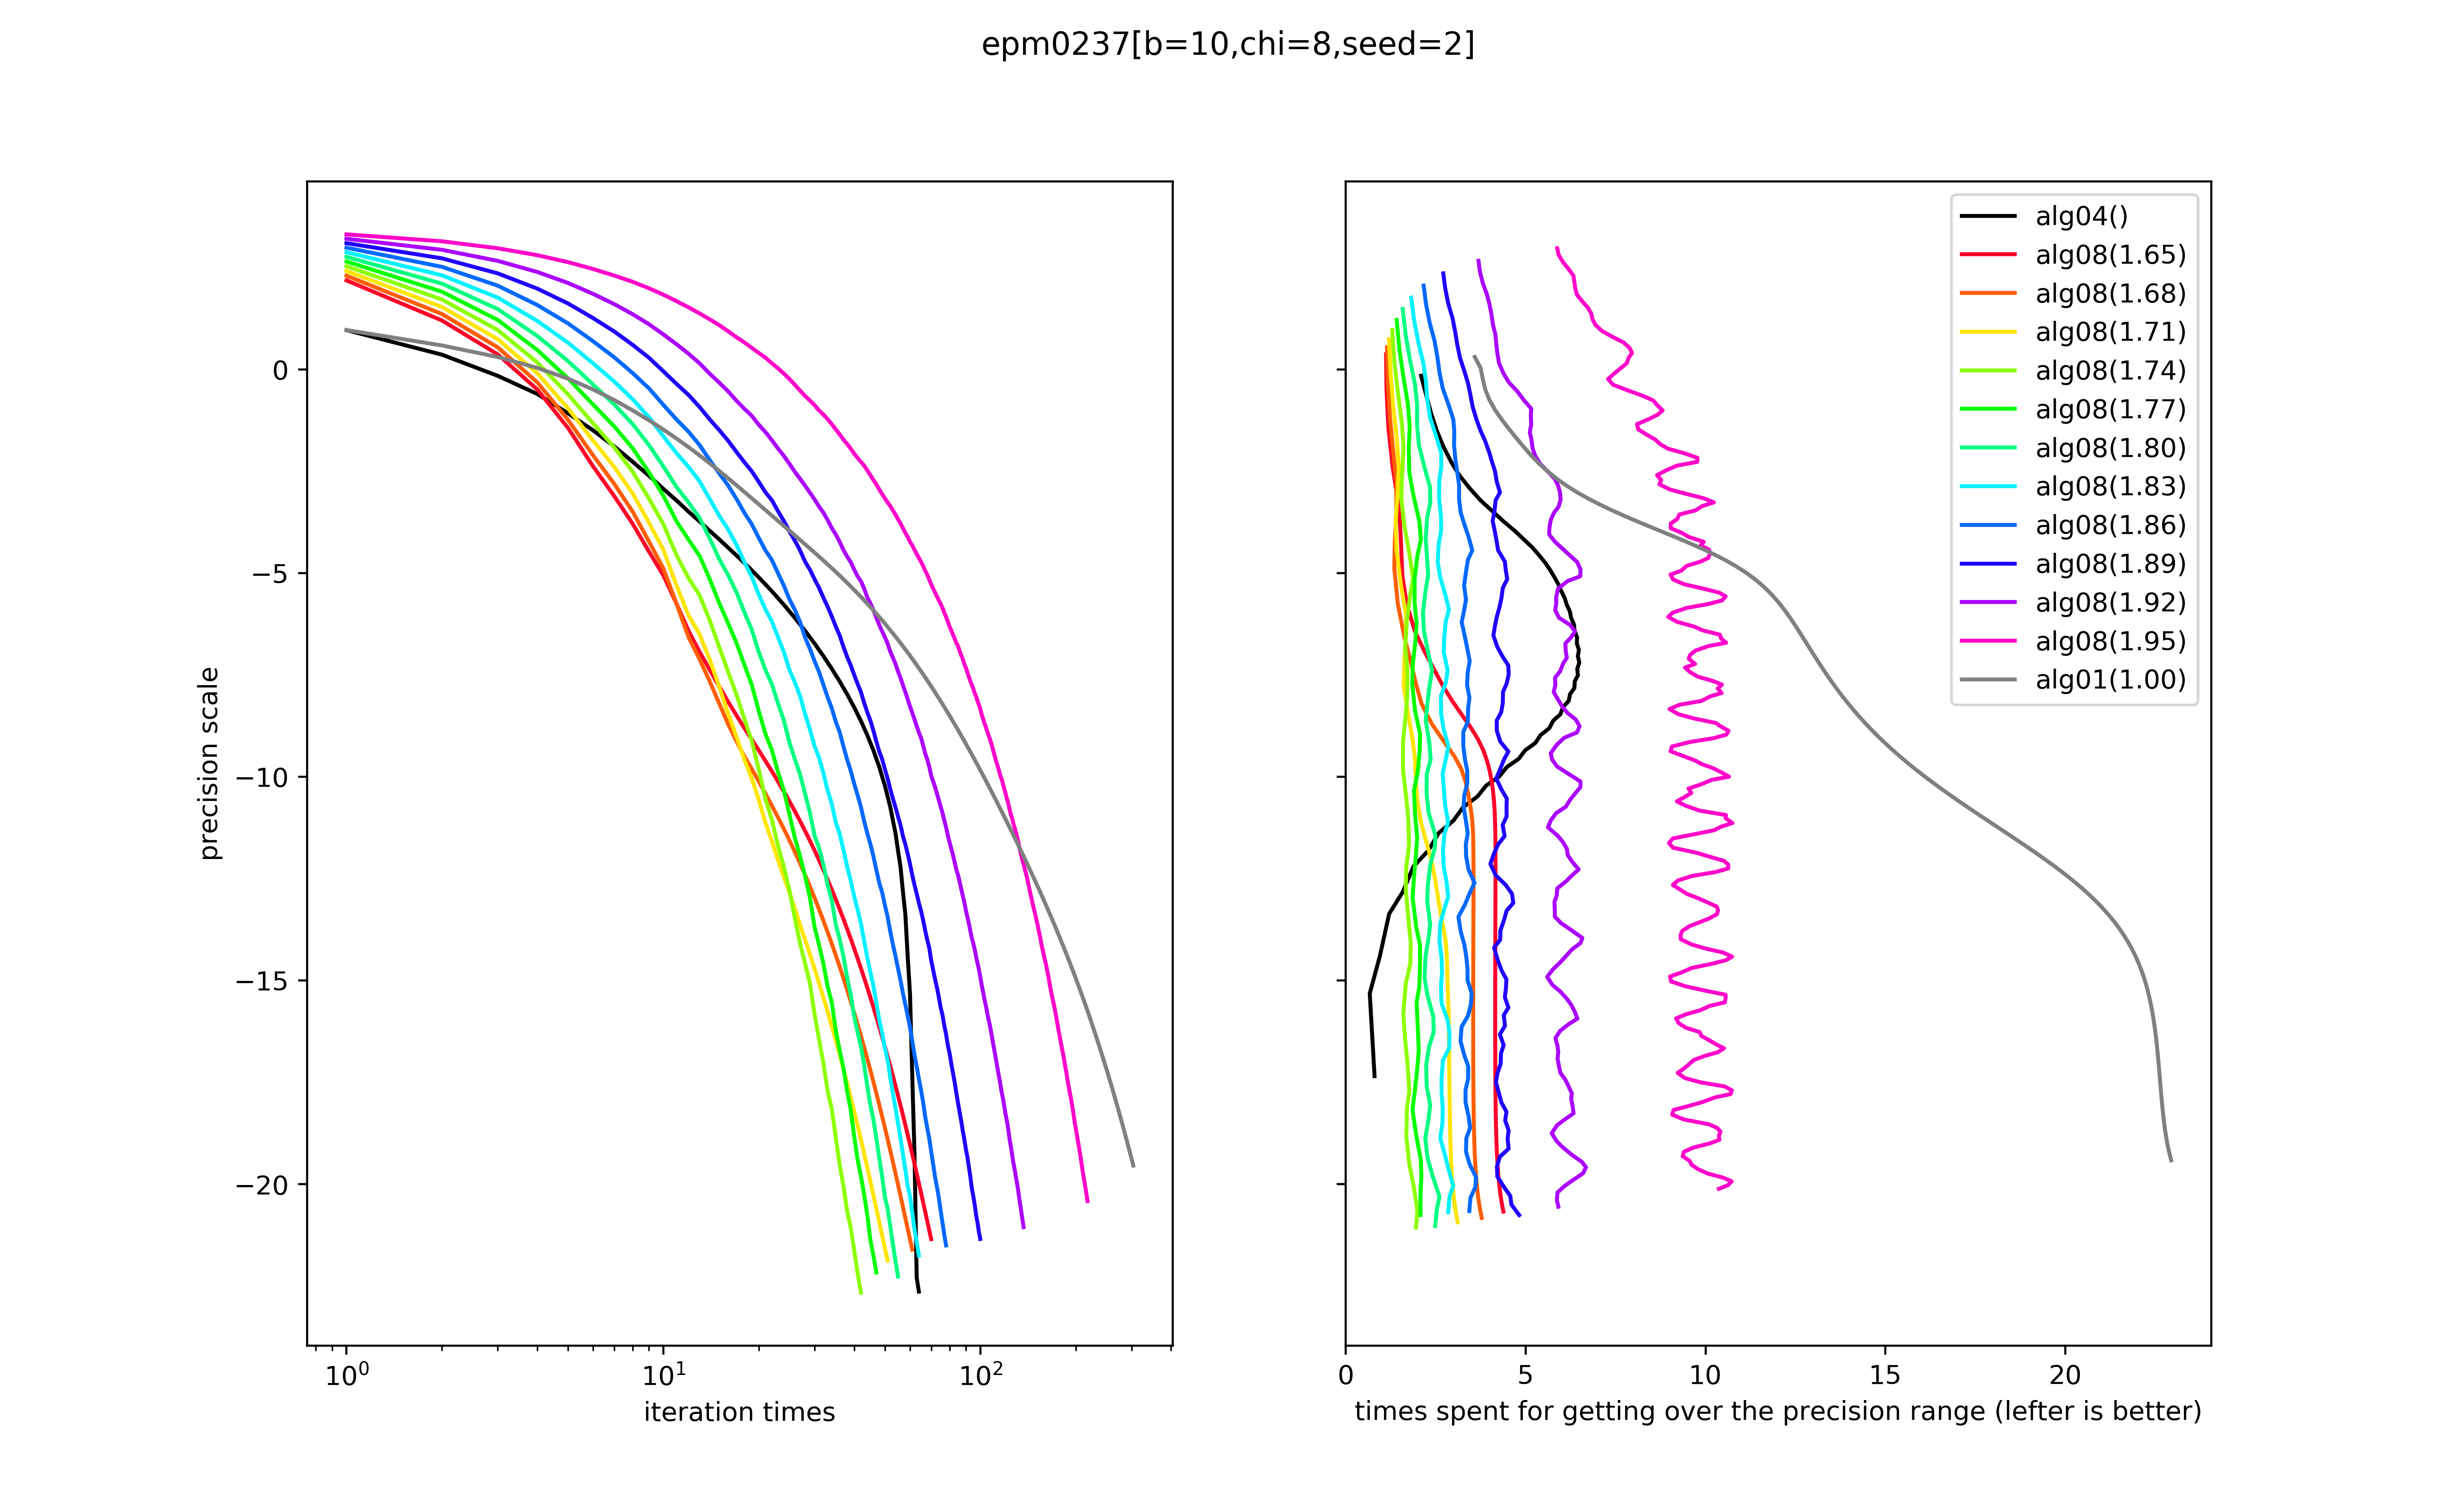 epm0237[b=10,chi=8,seed=2]
precision scale
0
−5
−10
−15
−20
10⁰
10¹
10²
iteration times
alg04()
alg08(1.65)
alg08(1.68)
alg08(1.71)
alg08(1.74)
alg08(1.77)
alg08(1.80)
alg08(1.83)
alg08(1.86)
alg08(1.89)
alg08(1.92)
alg08(1.95)
alg01(1.00)
0
5
10
15
20
times spent for getting over the precision range (lefter is better)